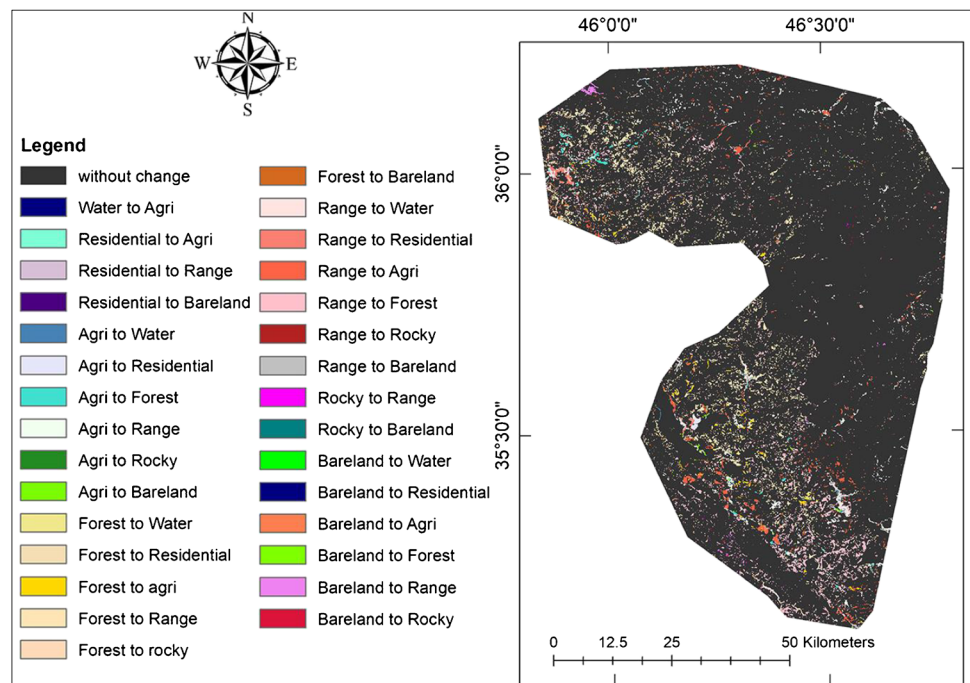 N
W E
S
46°0'0" 46°30'0"
36°0'0"
35°30'0"
Legend
without change
Water to Agri
Residential to Agri
Residential to Range
Residential to Bareland
Agri to Water
Agri to Residential
Agri to Forest
Agri to Range
Agri to Rocky
Agri to Bareland
Forest to Water
Forest to Residential
Forest to agri
Forest to Range
Forest to rocky
Forest to Bareland
Range to Water
Range to Residential
Range to Agri
Range to Forest
Range to Rocky
Range to Bareland
Rocky to Range
Rocky to Bareland
Bareland to Water
Bareland to Residential
Bareland to Agri
Bareland to Forest
Bareland to Range
Bareland to Rocky
0 12.5 25 50 Kilometers